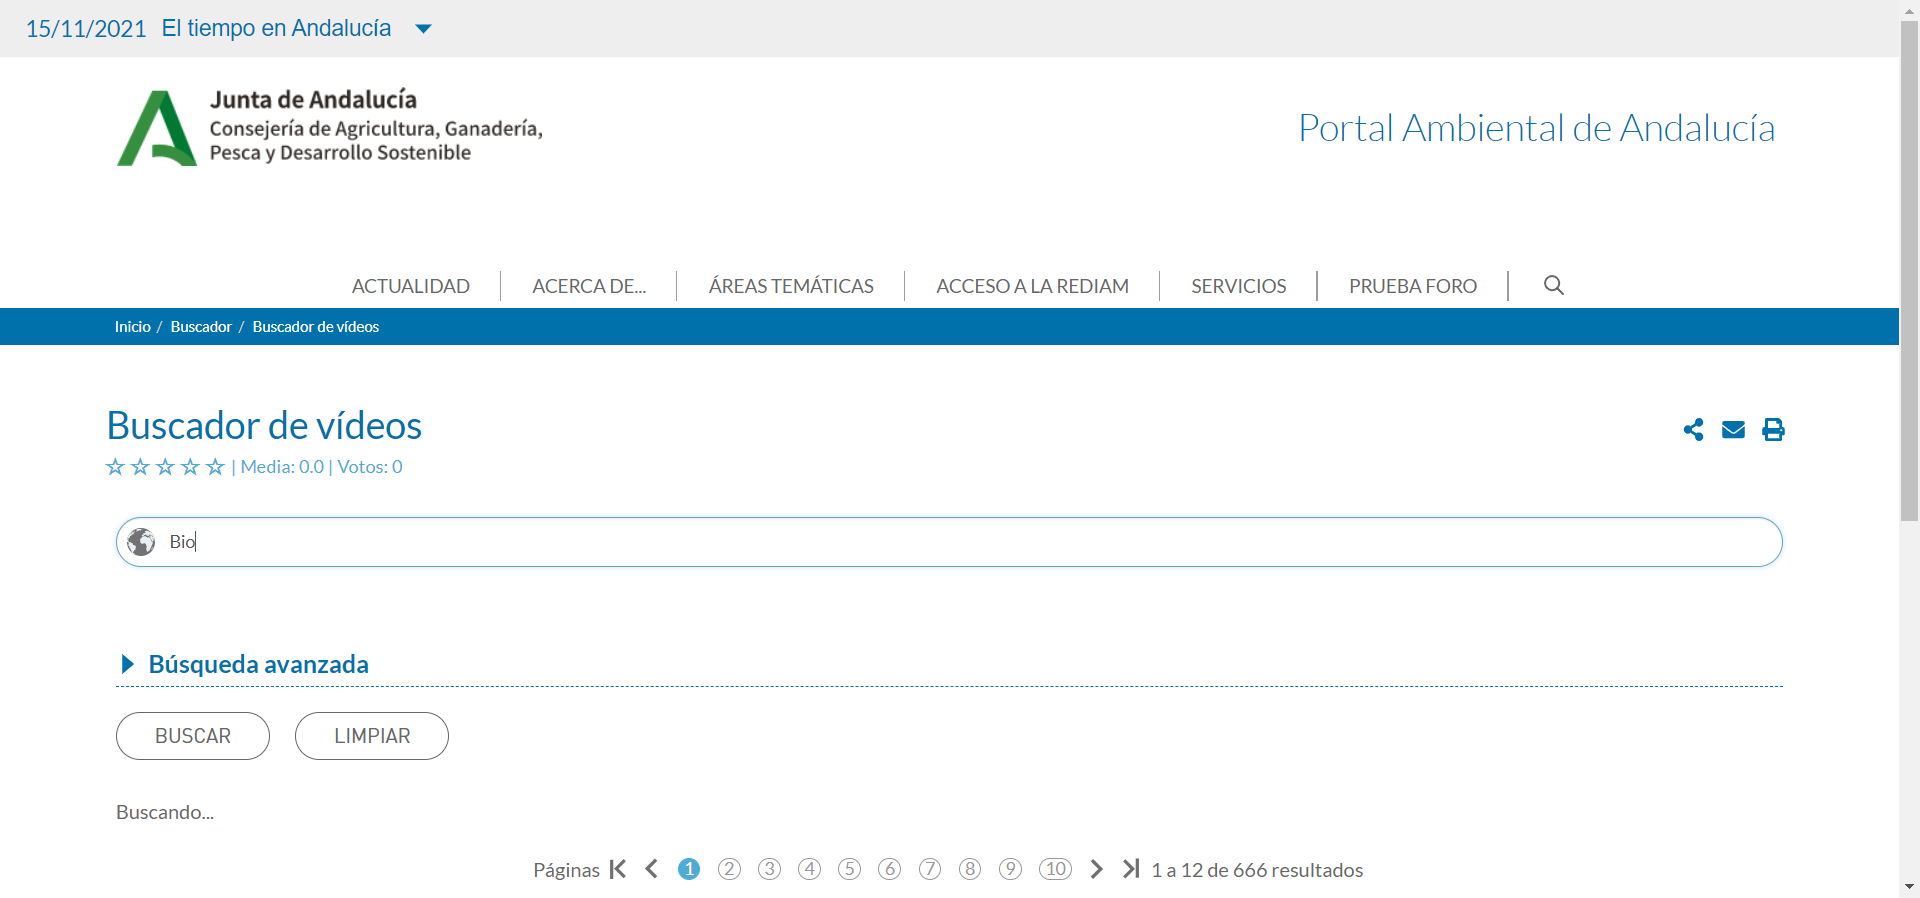 15/11/2021 El tiempo en Andalucía
Junta de Andalucía
Consejería de Agricultura, Ganadería,
Pesca y Desarrollo Sostenible
Portal Ambiental de Andalucía
ACTUALIDAD ACERCA DE... ÁREAS TEMÁTICAS ACCESO A LA REDIAM SERVICIOS PRUEBA FORO
Inicio / Buscador / Buscador de vídeos
Buscador de vídeos
| Media: 0.0 | Votos: 0
Bio
Búsqueda avanzada
BUSCAR LIMPIAR
Buscando...
Páginas 1 2 3 4 5 6 7 8 9 10 1 a 12 de 666 resultados